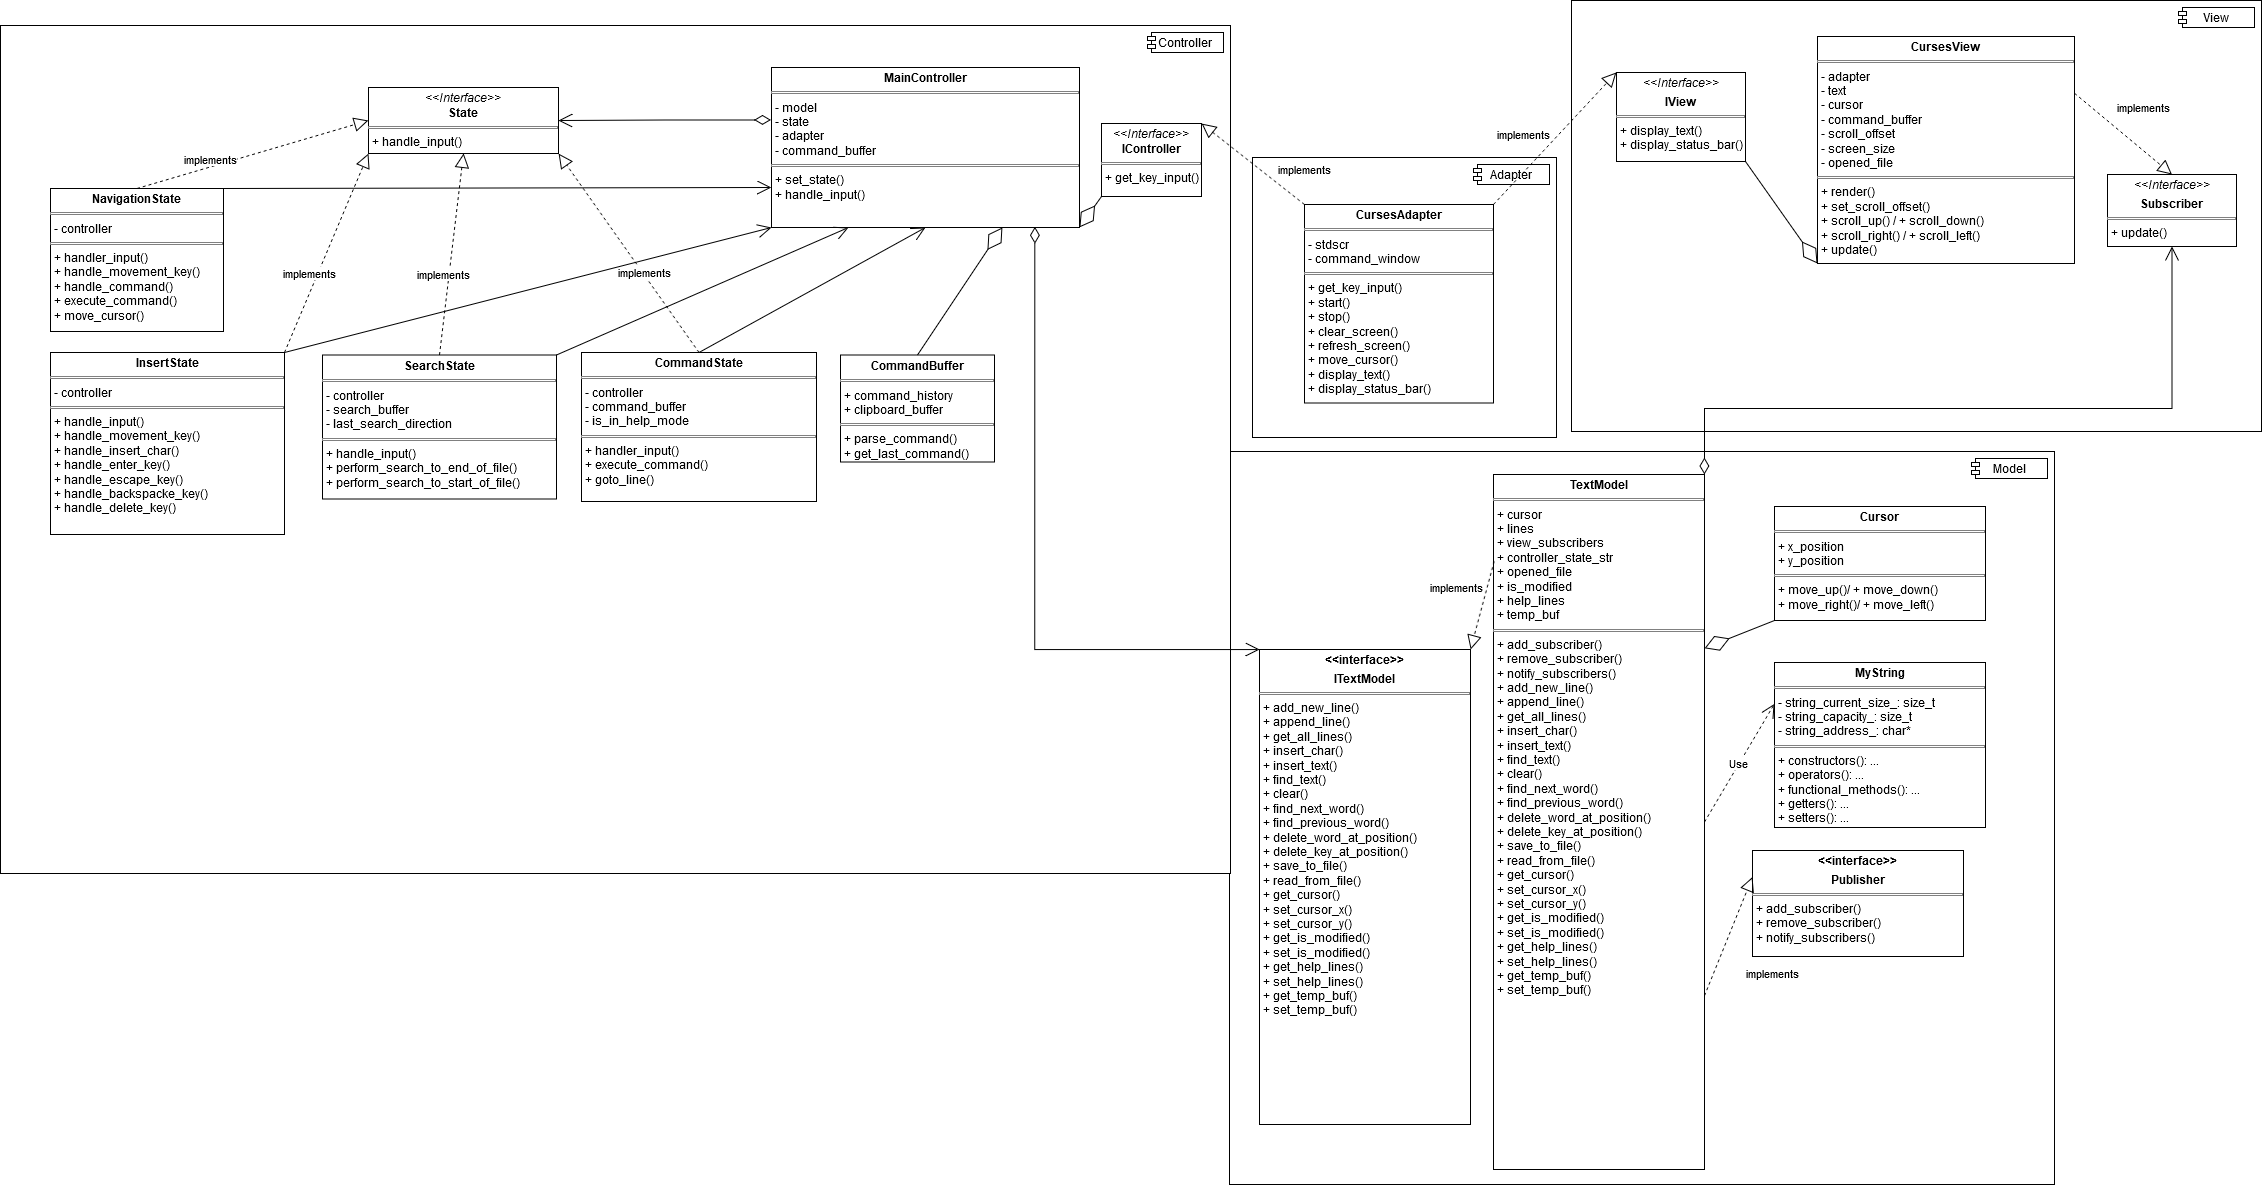 Controller
<<Interface>>
State
+ handle_input()
MainController
- model
- state
- adapter
- command_buffer
+ set_state()
+ handle_input()
<<Interface>>
IController
+ get_key_input()
implements
NavigationState
- controller
+ handler_input()
+ handle_movement_key()
+ handle_command()
+ execute_command()
+ move_cursor()
implements
implements
implements
InsertState
- controller
+ handle_input()
+ handle_movement_key()
+ handle_insert_char()
+ handle_enter_key()
+ handle_escape_key()
+ handle_backspacke_key()
+ handle_delete_key()
SearchState
- controller
- search_buffer
- last_search_direction
+ handle_input()
+ perform_search_to_end_of_file()
+ perform_search_to_start_of_file()
CommandState
- controller
- command_buffer
- is_in_help_mode
+ handler_input()
+ execute_command()
+ goto_line()
CommandBuffer
+ command_history
+ clipboard_buffer
+ parse_command()
+ get_last_command()
Adapter
implements
implements
CursesAdapter
- stdscr
- command_window
+ get_key_input()
+ start()
+ stop()
+ clear_screen()
+ refresh_screen()
+ move_cursor()
+ display_text()
+ display_status_bar()
View
<<Interface>>
IView
+ display_text()
+ display_status_bar()
CursesView
- adapter
- text
- cursor
- command_buffer
- scroll_offset
- screen_size
- opened_file
+ render()
+ set_scroll_offset()
+ scroll_up() / + scroll_down()
+ scroll_right() / + scroll_left()
+ update()
implements
<<Interface>>
Subscriber
+ update()
Model
implements
<<interface>>
ITextModel
+ add_new_line()
+ append_line()
+ get_all_lines()
+ insert_char()
+ insert_text()
+ find_text()
+ clear()
+ find_next_word()
+ find_previous_word()
+ delete_word_at_position()
+ delete_key_at_position()
+ save_to_file()
+ read_from_file()
+ get_cursor()
+ set_cursor_x()
+ set_cursor_y()
+ get_is_modified()
+ set_is_modified()
+ get_help_lines()
+ set_help_lines()
+ get_temp_buf()
+ set_temp_buf()
TextModel
+ cursor
+ lines
+ view_subscribers
+ controller_state_str
+ opened_file
+ is_modified
+ help_lines
+ temp_buf
+ add_subscriber()
+ remove_subscriber()
+ notify_subscribers()
+ add_new_line()
+ append_line()
+ get_all_lines()
+ insert_char()
+ insert_text()
+ find_text()
+ clear()
+ find_next_word()
+ find_previous_word()
+ delete_word_at_position()
+ delete_key_at_position()
+ save_to_file()
+ read_from_file()
+ get_cursor()
+ set_cursor_x()
+ set_cursor_y()
+ get_is_modified()
+ set_is_modified()
+ get_help_lines()
+ set_help_lines()
+ get_temp_buf()
+ set_temp_buf()
Cursor
+ x_position
+ y_position
+ move_up()/ + move_down()
+ move_right()/ + move_left()
Use
MyString
- string_current_size_: size_t
- string_capacity_: size_t
- string_address_: char*
+ constructors(): ...
+ operators(): ...
+ functional_methods(): ...
+ getters(): ...
+ setters(): ...
<<interface>>
Publisher
+ add_subscriber()
+ remove_subscriber()
+ notify_subscribers()
implements